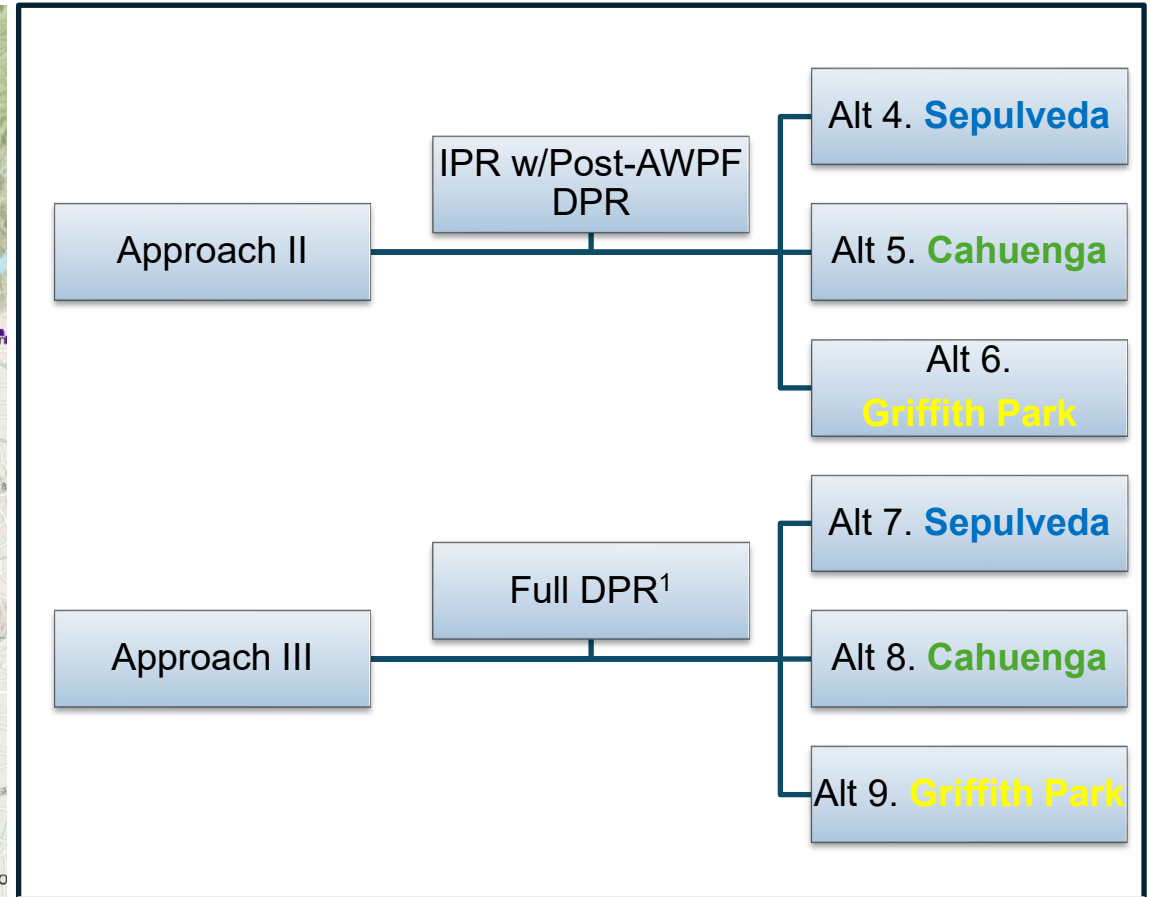 Approach II
IPR w/Post-AWPF
DPR
Alt 4. Sepulveda
Alt 5. Cahuenga
Alt 6.
Griffith Park
Approach III
Full DPR¹
Alt 7. Sepulveda
Alt 8. Cahuenga
Alt 9. Griffith Park